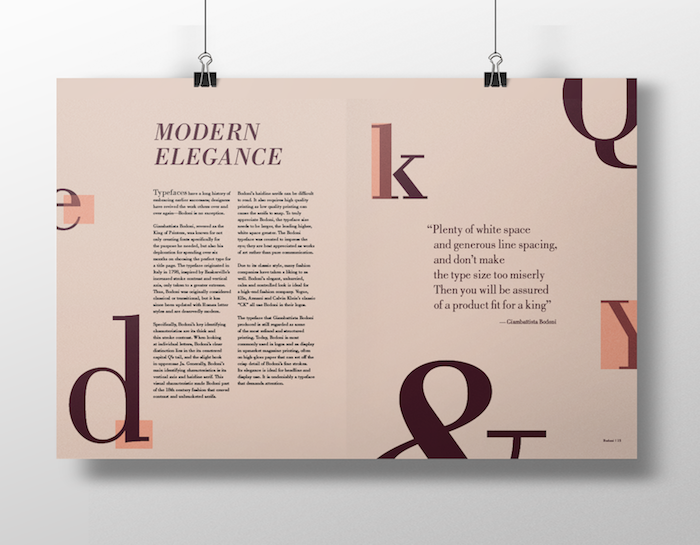 MODERN
ELEGANCE
e
d
Typefaces have a long history of
embracing earlier successes; designers
have revived the work others over and
over again—Bodoni is no exception.
Giambattista Bodoni, revered as the
King of Printers, was known for not
only creating faces specifically for
the purpose he needed, but also his
for spending over six
months on choosing the perfect type for
a title page. The typeface originated in
Italy in 1790, inspired by Baskerville's
increased stroke contrast and vertical
axis, only takes to a greater extreme.
Thus, Bodoni was originally considered
classical or transitional, but it has
since been updated with Roman letter
styles and are modern.
Specifically, Bodoni's key identifying
characteristics are its thick and
thin stroke contrast. When looking
at individual letters, Bodoni's clear
distinction lies in the its centered
capital Q's tail, and the slight hook
in uppercase Js. Generally, Bodoni's
main identifying characteristics is its
vertical axis and hairline serif. This
visual characteristic made Bodoni part
of the 18th century fashion that craved
contrast and unbracketed serifs.
Bodoni's hairline serifs can be difficult
to read. It also requires high quality
printing as low quality printing can
cause the serifs to snap. To truly
appreciate Bodoni, the typeface size
needs to be larger, the leading higher,
white space greater. The Bodoni
typeface was created to impress the
eye; they are best appreciated as works
of art rather than pure communication.
Due to its classic style, many fashion
companies have taken a liking to as
well. Bodoni's elegant, unhurried,
calm and controlled look is ideal for
a high-end fashion company. Vogue,
Elle, Armani and Calvin Klein's classic
"CK" all use Bodoni in their logos.
The typeface that Giambattista Bodoni
produced is still regarded as some
of the most refined and structured
printing. Today, Bodoni is most
commonly used in logos and as display
in upmarket magazine printing, often
on high-gloss paper that can set off the
crisp detail of Bodoni's fine strokes.
Its elegance is ideal for headline and
display use. It is undeniably a typeface
that demands attention.
k
Q
“Plenty of white space
and generous line spacing,
and don’t make
the type size too miserly
Then you will be assured
of a product fit for a king”
— Giambattista Bodoni
Y
&
Bodoni | 13